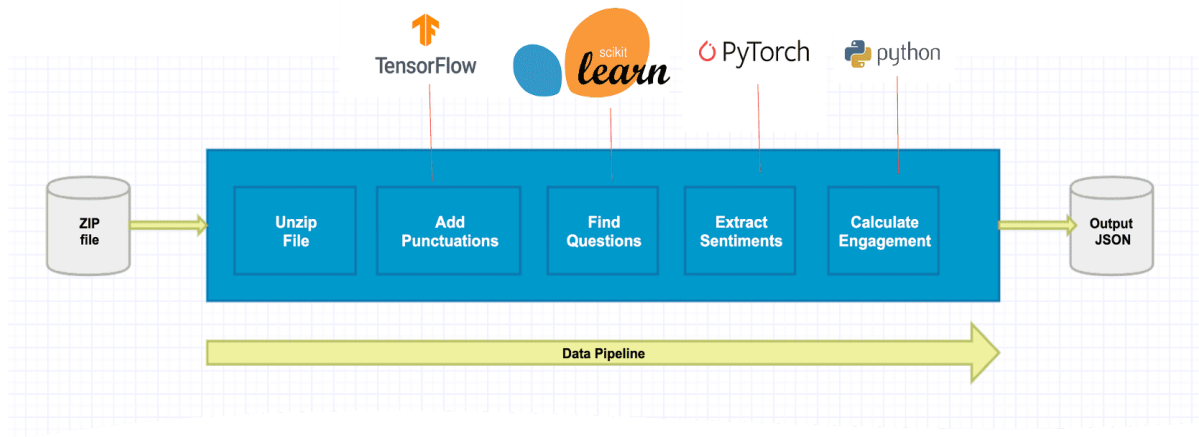 TensorFlow
scikit
learn
PyTorch
python
ZIP
file
Unzip
File
Add
Punctuations
Find
Questions
Extract
Sentiments
Calculate
Engagement
Output
JSON
Data Pipeline